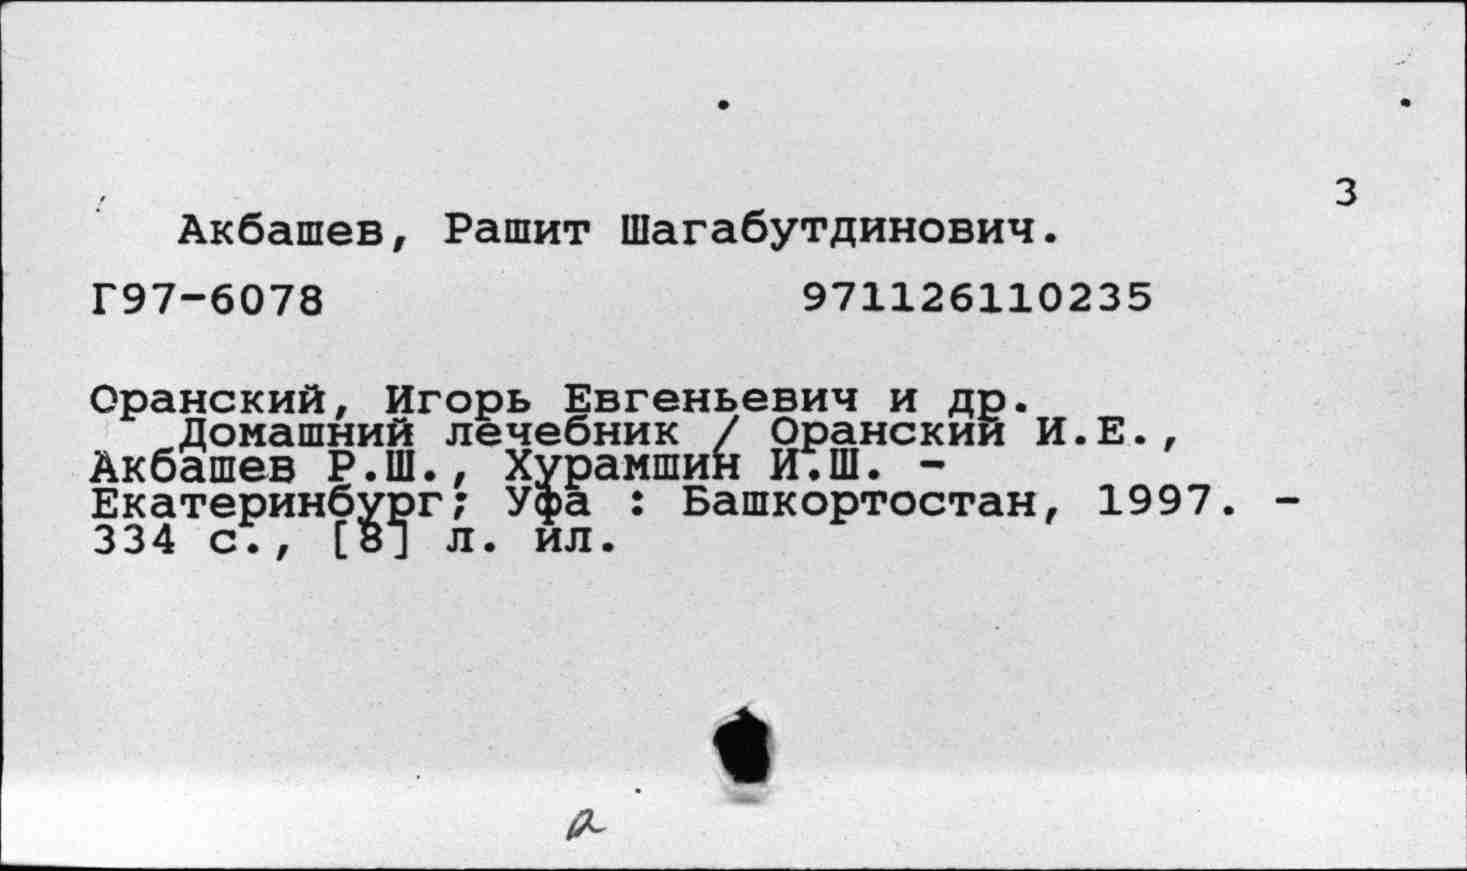 3
Акбашев, Рашит Шагабутдинович.
Г97-6078 971126110235
Оранский, Игорь Евгеньевич и др.
Домашний лечебник / Оранский И.Е.,
Акбашев Р.Ш., Хурамшин И.Ш. -
Екатеринбург; Уфа : Башкортостан, 1997. -
334 с., [8] л. ил.
а